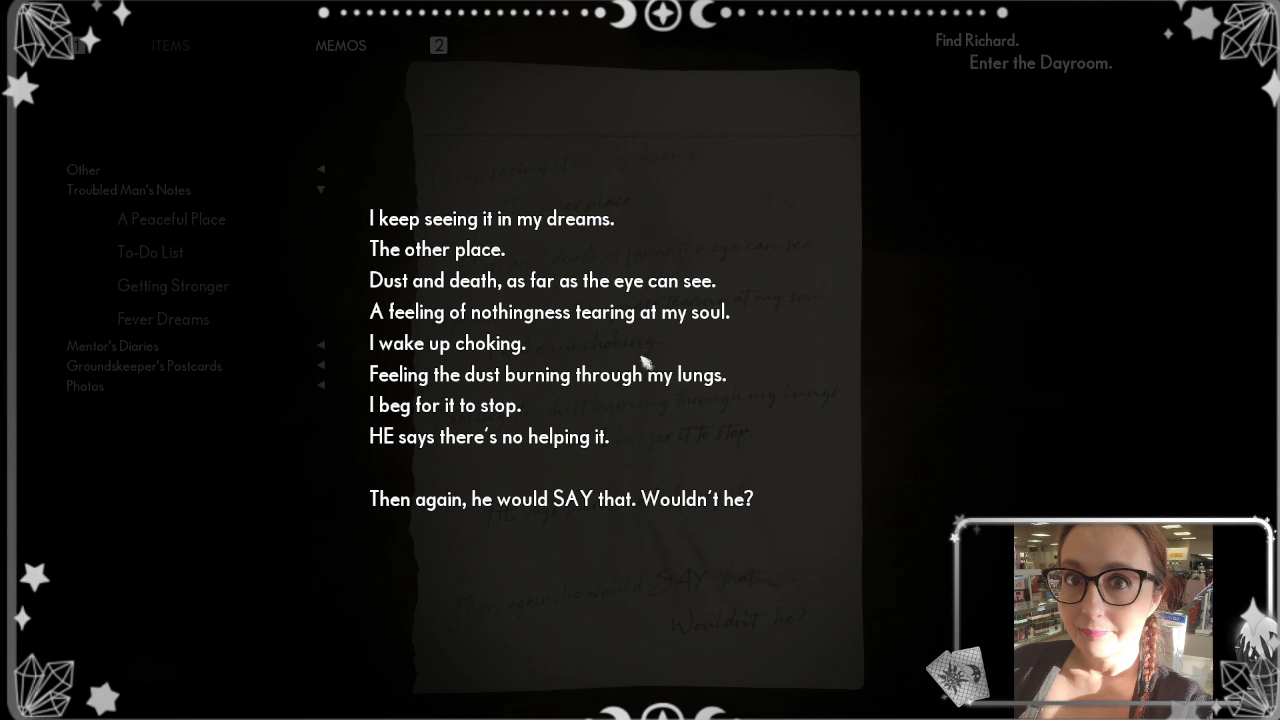 ITEMS
MEMOS
2
Find Richard.
Enter the Dayroom.
Other
Troubled Man's Notes
A Peaceful Place
To-Do List
Getting Stronger
Fever Dreams
Mentor's Diaries
Groundskeeper's Postcards
Photos
I keep seeing it in my dreams.
The other place.
Dust and death, as far as the eye can see.
A feeling of nothingness tearing at my soul.
I wake up choking.
Feeling the dust burning through my lungs.
I beg for it to stop.
HE says there's no helping it.
Then again, he would SAY that. Wouldn't he?